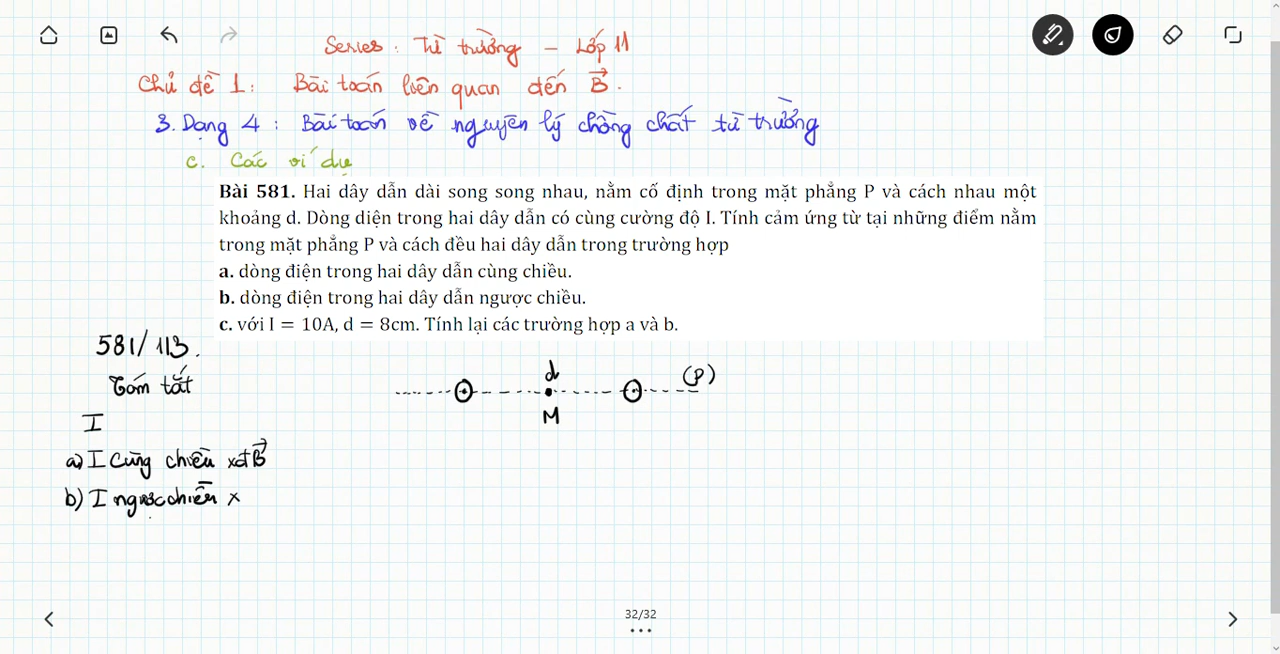 Series : Từ trường – Lớp 11
Chủ đề 1: Bài toán liên quan đến B⃗.
3. Dạng 4 : Bài toán về nguyên lý chồng chất từ trường
c. Các ví dụ
Bài 581. Hai dây dẫn dài song song nhau, nằm cố định trong mặt phẳng P và cách nhau một
khoảng d. Dòng diện trong hai dây dẫn có cùng cường độ I. Tính cảm ứng từ tại những điểm nằm
trong mặt phẳng P và cách đều hai dây dẫn trong trường hợp
a. dòng điện trong hai dây dẫn cùng chiều.
b. dòng điện trong hai dây dẫn ngược chiều.
c. với I = 10A, d = 8cm. Tính lại các trường hợp a và b.
581/113.
Tóm tắt
d
(P)
M
I
a) I cùng chiều xđ B⃗
b) I ngược chiều x
32/32